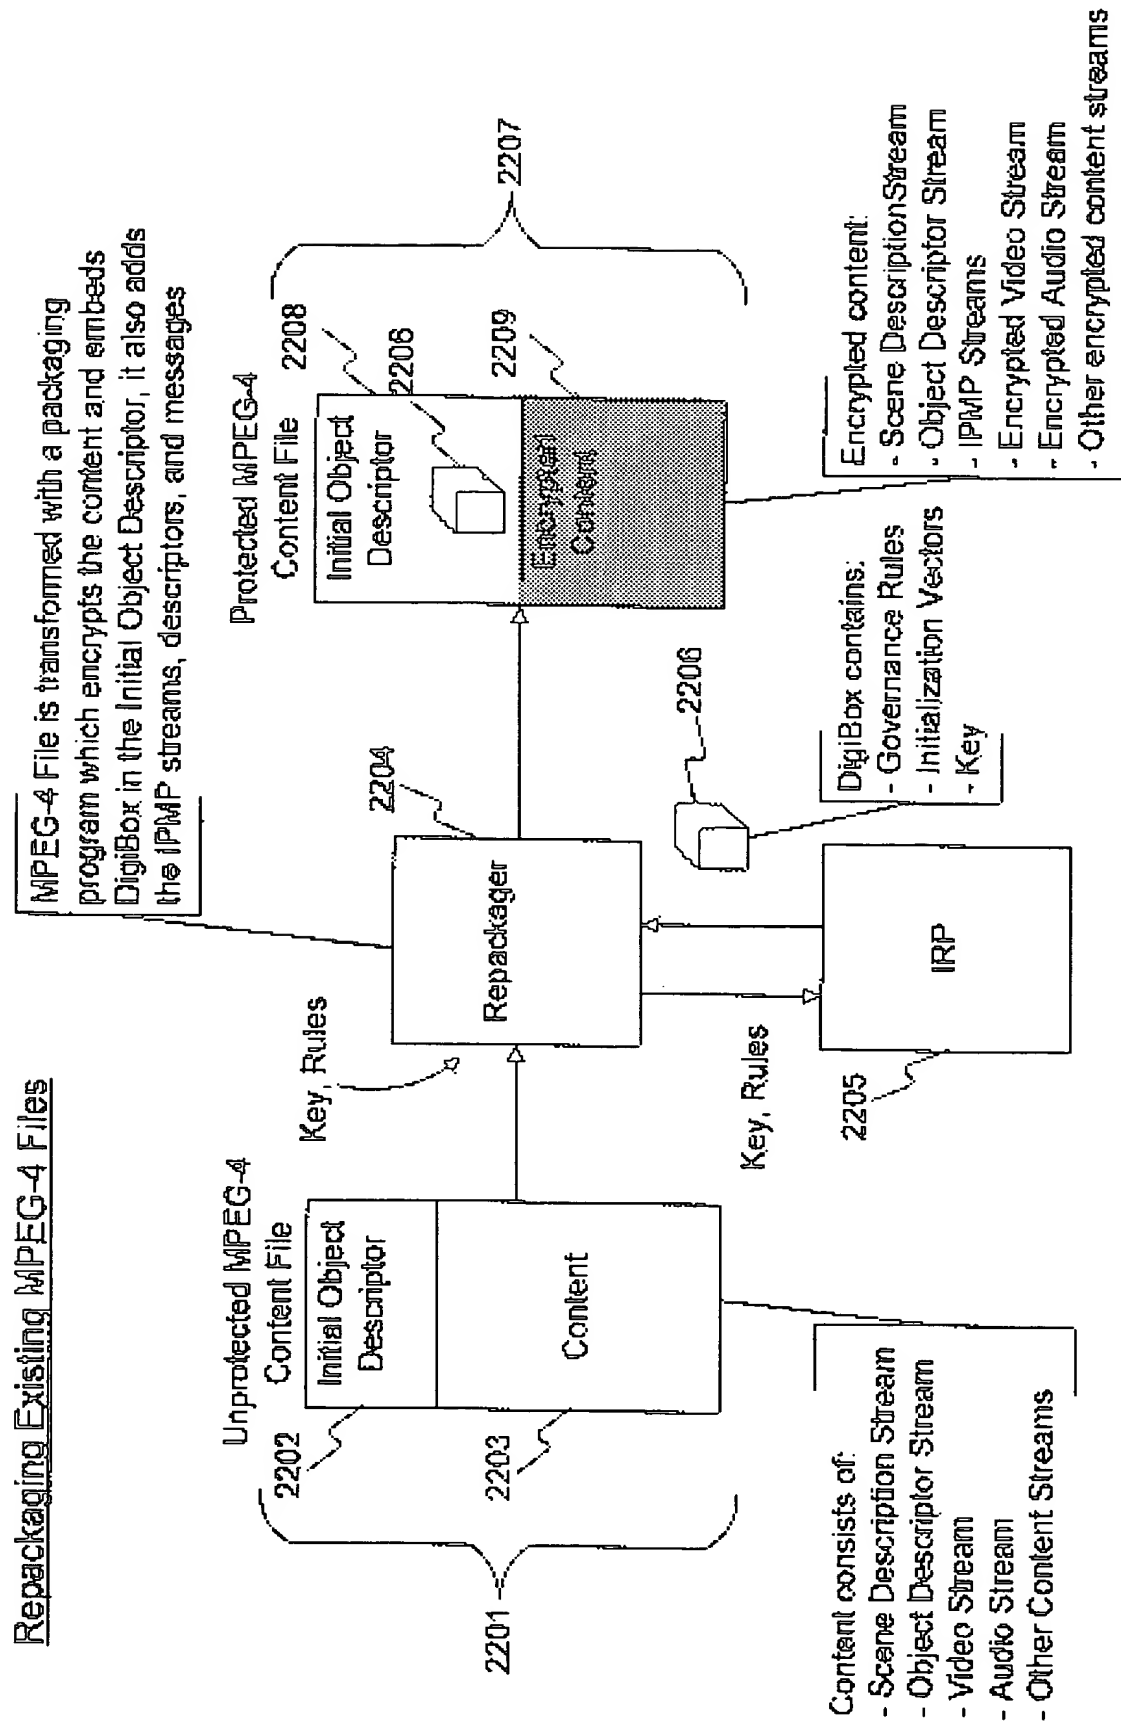 Repackaging Existing MPEG-4 Files
MPEG-4 File is transformed with a packaging
program which encrypts the content and embeds
DigiBox in the Initial Object Descriptor, it also adds
the IPMP streams, descriptors, and messages
Unprotected MPEG-4
Content File
2201
2202
Initial Object
Descriptor
2203
Content
Content consists of:
- Scene Description Stream
- Object Descriptor Stream
- Video Stream
- Audio Stream
- Other Content Streams
Key, Rules
2204
Repackager
Key, Rules
2205
IRP
2206
DigiBox contains:
- Governance Rules
- Initialization Vectors
- Key
Protected MPEG-4
Content File
2208
2206
Initial Object
Descriptor
2209
Encrypted
Content
2207
Encrypted content:
- Scene DescriptionStream
- Object Descriptor Stream
- IPMP Streams
- Encrypted Video Stream
- Encrypted Audio Stream
- Other encrypted content streams